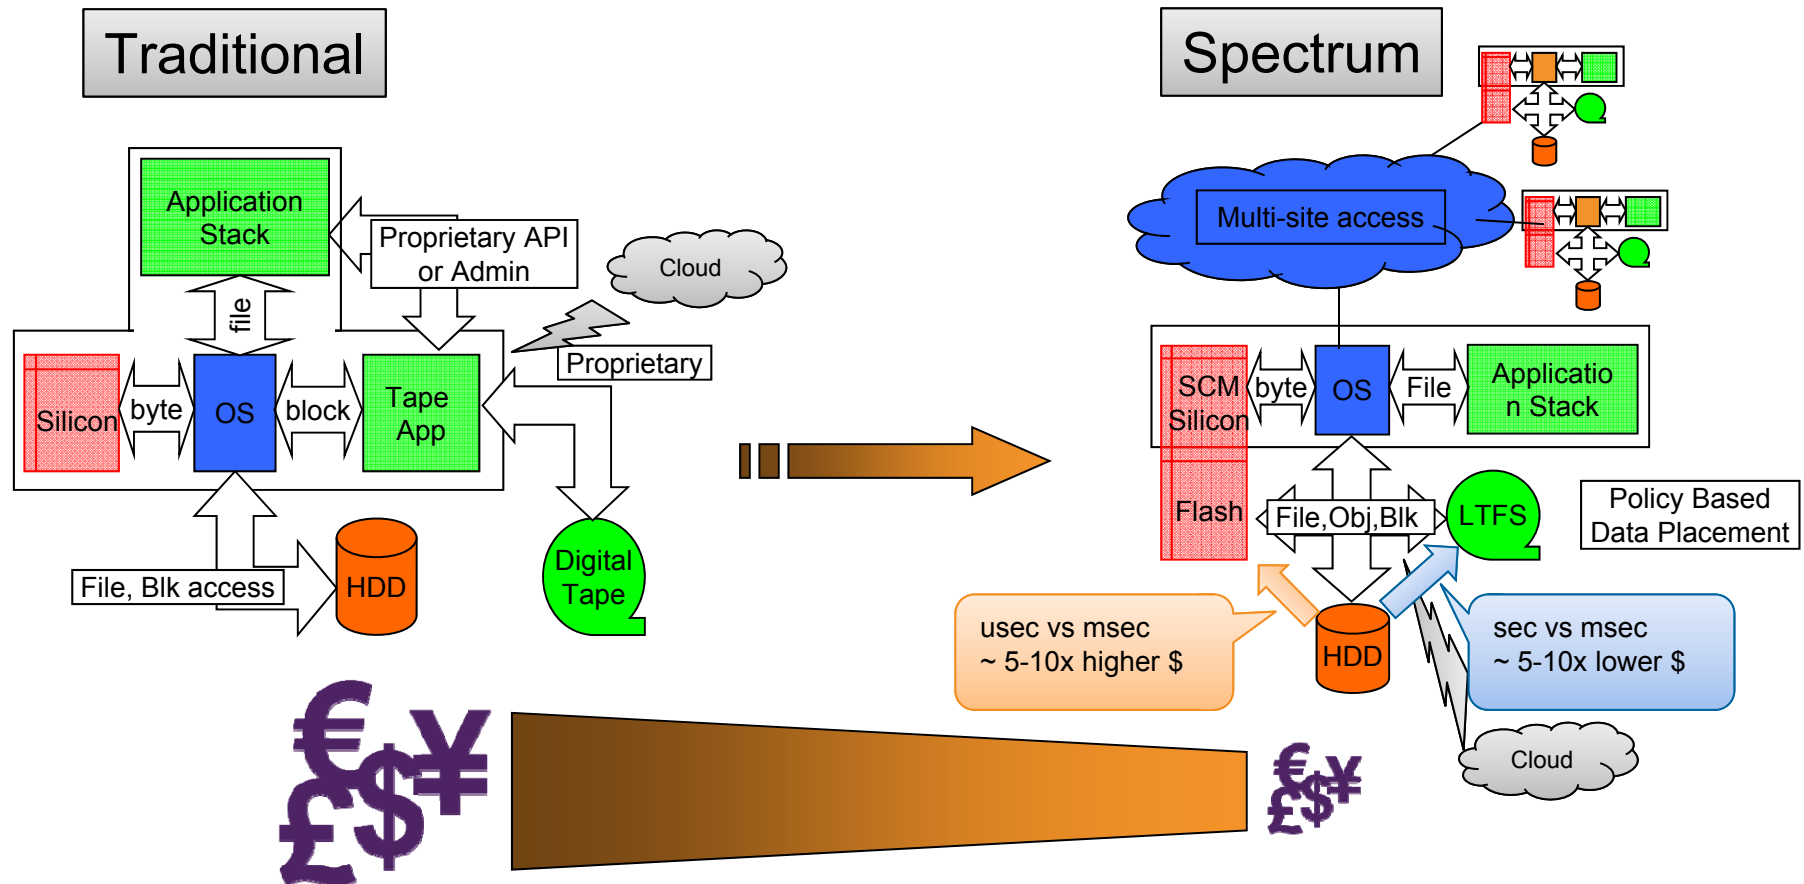 Traditional
Application
Stack
Proprietary API
or Admin
Cloud
file
Proprietary
Silicon
byte
OS
block
Tape
App
File, Blk access
HDD
Digital
Tape
€
¥
£
$
Spectrum
Multi-site access
SCM
Silicon
byte
OS
File
Applicatio
n Stack
Flash
File,Obj,Blk
LTFS
Policy Based
Data Placement
usec vs msec
~ 5-10x higher $
HDD
sec vs msec
~ 5-10x lower $
Cloud
€
¥
£
$